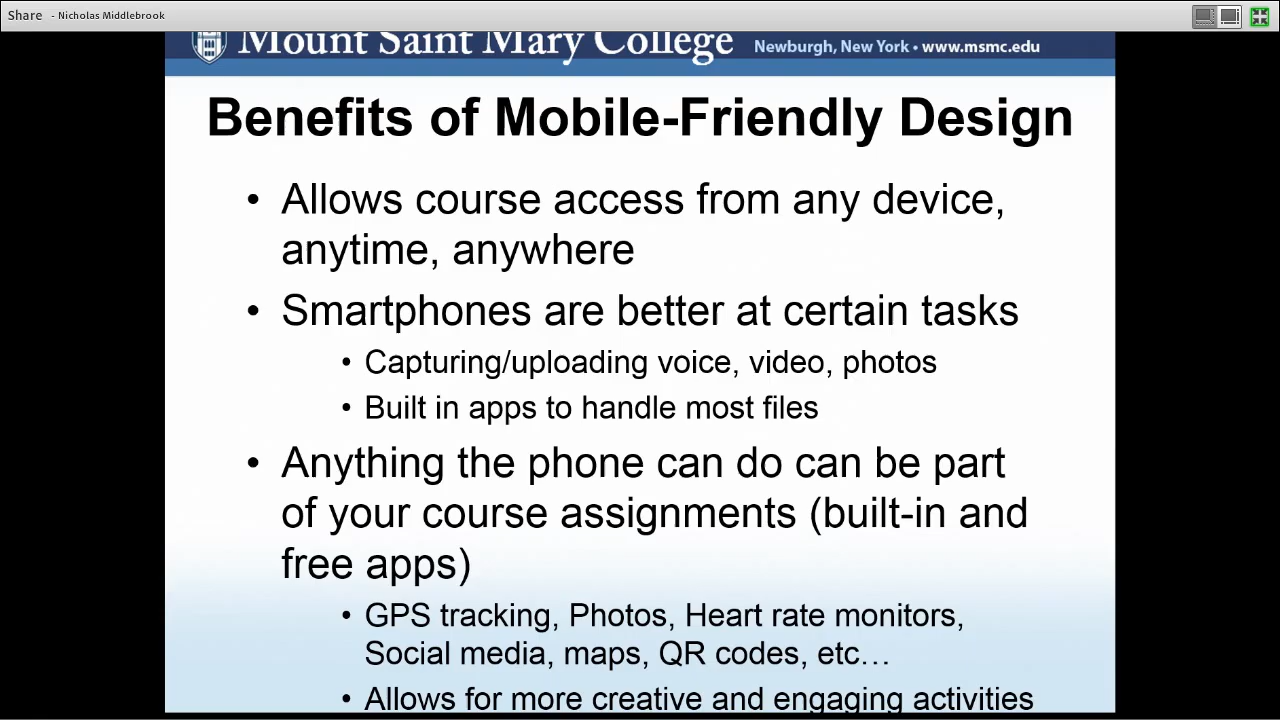 Share - Nicholas Middlebrook
Mount Saint Mary College Newburgh, New York • www.msmc.edu
Benefits of Mobile-Friendly Design
• Allows course access from any device,
anytime, anywhere
• Smartphones are better at certain tasks
• Capturing/uploading voice, video, photos
• Built in apps to handle most files
• Anything the phone can do can be part
of your course assignments (built-in and
free apps)
• GPS tracking, Photos, Heart rate monitors,
Social media, maps, QR codes, etc…
• Allows for more creative and engaging activities